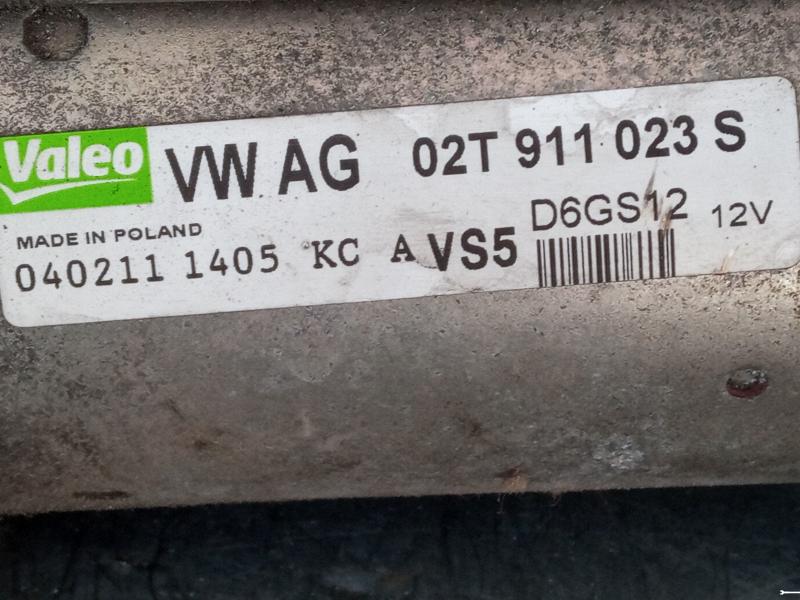 Valeo VW AG 02T 911 023 S
MADE IN POLAND D6GS12 12V
040211 1405 KC A VS5